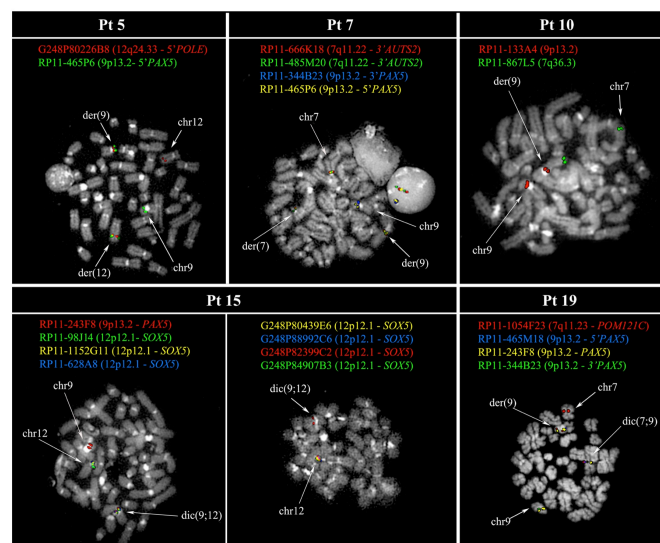 Pt 5
G248P80226B8 (12q24.33 - 5'POLE)
RP11-465P6 (9p13.2 - 5'PAX5)
der(9)
chr12
der(12)
chr9
Pt 7
RP11-666K18 (7q11.22 - 3'AUTS2)
RP11-485M20 (7q11.22 - 3'AUTS2)
RP11-344B23 (9p13.2 - 3'PAX5)
RP11-465P6 (9p13.2 - 5'PAX5)
chr7
chr9
der(7)
der(9)
Pt 10
RP11-133A4 (9p13.2)
RP11-867L5 (7q36.3)
chr7
der(9)
chr9
Pt 15
RP11-243F8 (9p13.2 - PAX5)
RP11-98J14 (12p12.1 - SOX5)
RP11-1152G11 (12p12.1 - SOX5)
RP11-628A8 (12p12.1 - SOX5)
chr9
chr12
dic(9;12)
G248P80439E6 (12p12.1 - SOX5)
G248P88992C6 (12p12.1 - SOX5)
G248P82399C2 (12p12.1 - SOX5)
G248P84907B3 (12p12.1 - SOX5)
dic(9;12)
chr12
Pt 19
RP11-1054F23 (7q11.23 - POM121C)
RP11-465M18 (9p13.2 - 5'PAX5)
RP11-243F8 (9p13.2 - PAX5)
RP11-344B23 (9p13.2 - 3'PAX5)
chr7
der(9)
dic(7;9)
chr9